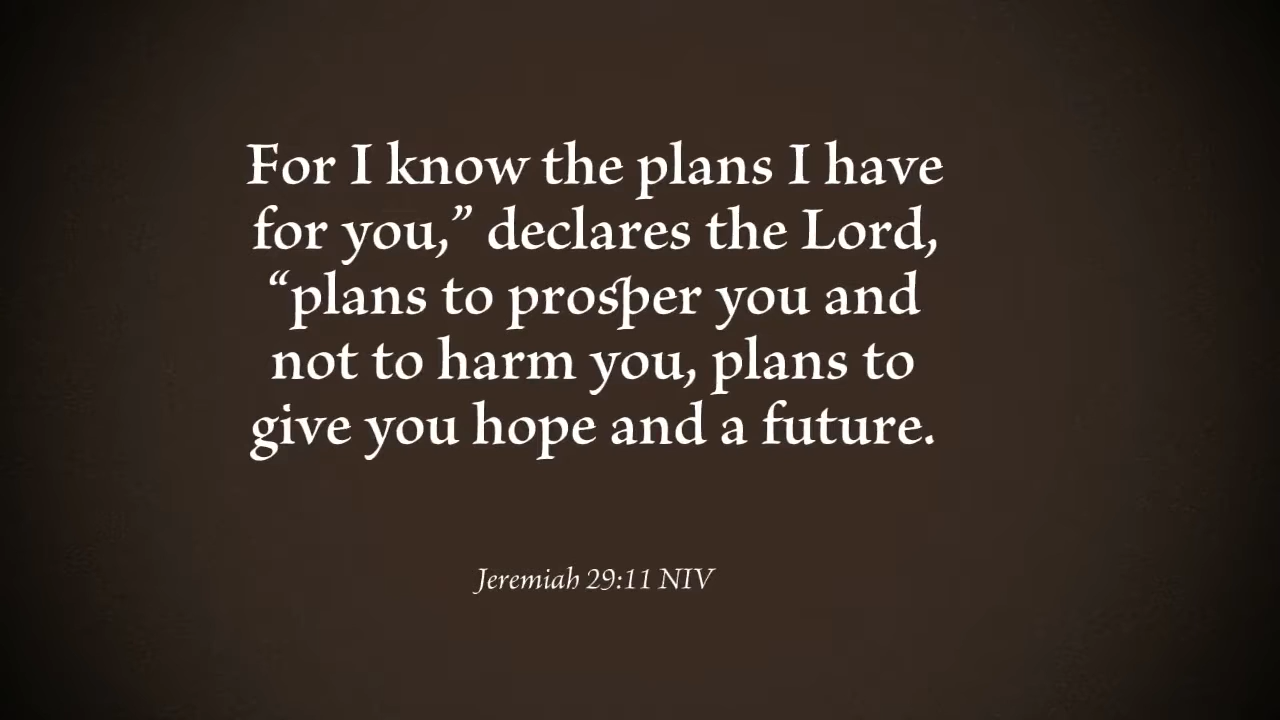 For I know the plans I have
for you,” declares the Lord,
“plans to prosper you and
not to harm you, plans to
give you hope and a future.
Jeremiah 29:11 NIV